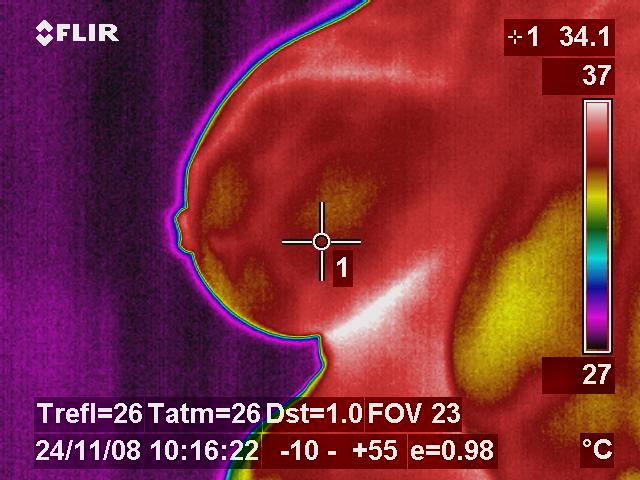 FLIR
1 34.1
37
1
27
Trefl=26 Tatm=26 Dst=1.0 FOV 23
24/11/08 10:16:22 -10 - +55 e=0.98 °C